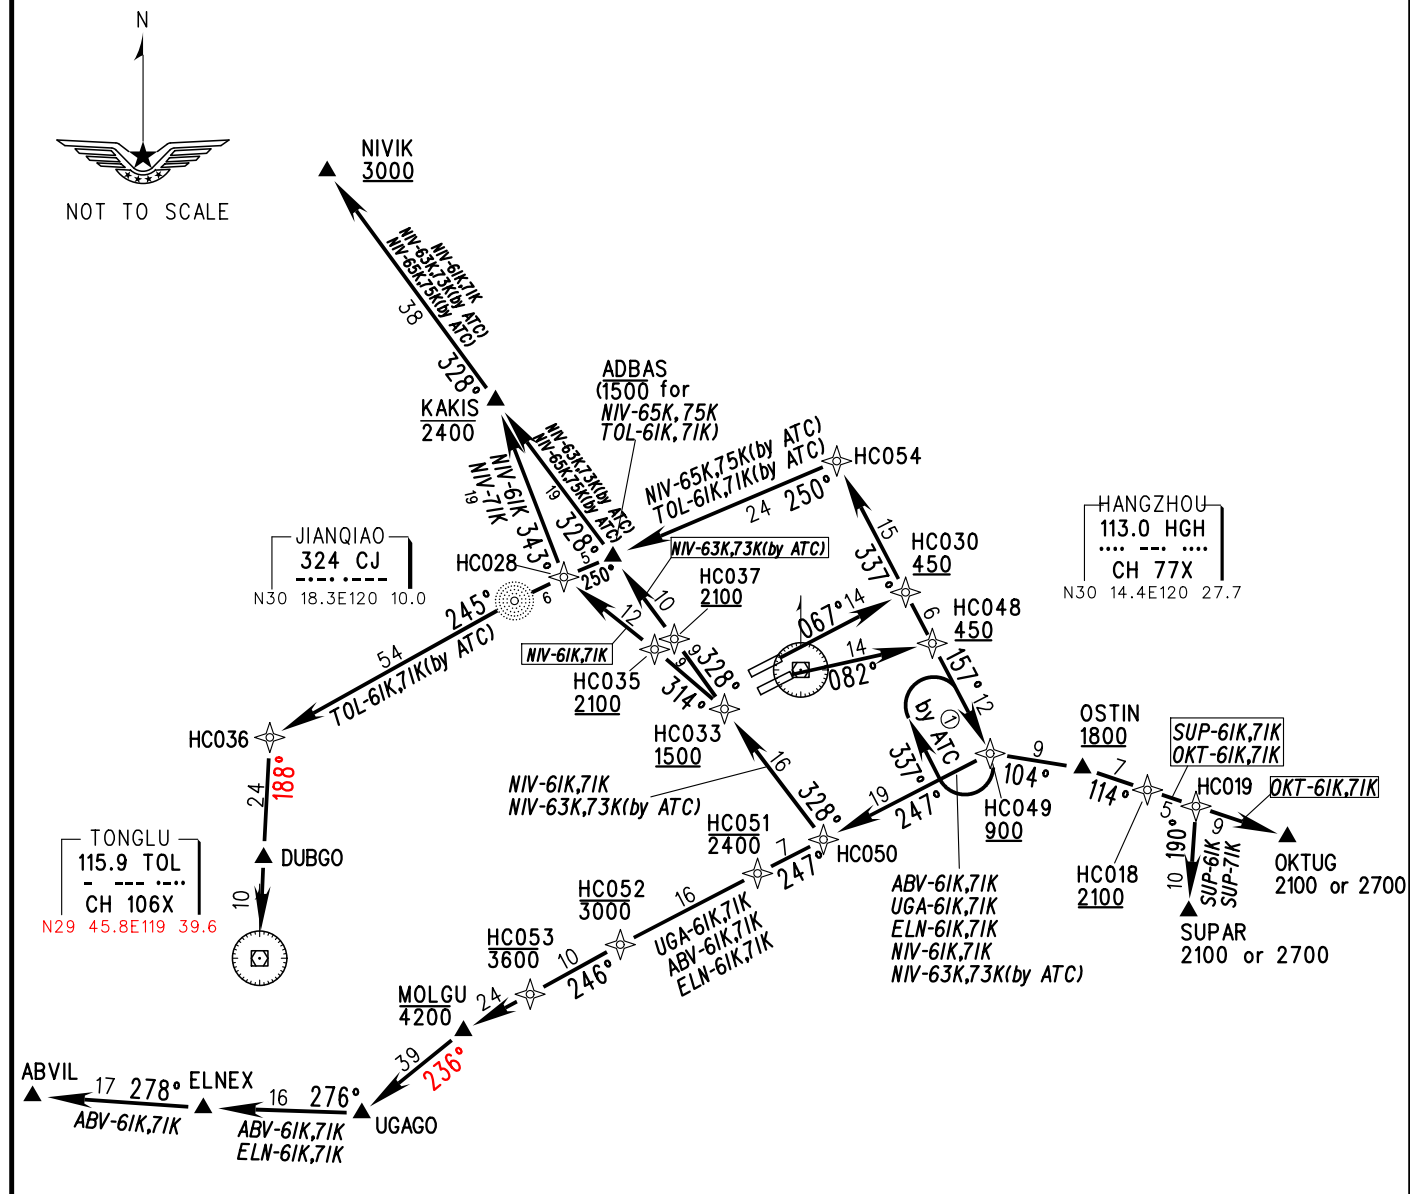 N
NOT TO SCALE
NIVIK
3000
NIV-61K,71K
NIV-63K,73K(by ATC)
NIV-65K,75K(by ATC)
38
328°
KAKIS
2400
ADBAS
(1500 for
NIV-65K,75K
TOL-61K,71K)
NIV-63K,73K(by ATC)
NIV-65K,75K(by ATC)
19
328°
NIV-61K
NIV-71K
19
343°
NIV-65K,75K(by ATC)
TOL-61K,71K(by ATC)
24
250°
HC054
15
337°
HANGZHOU
113.0 HGH
.... --. ....
CH 77X
N30 14.4E120 27.7
JIANQIAO
324 CJ
-.-. .---
N30 18.3E120 10.0
HC028
5
250°
6
245°
54
TOL-61K,71K(by ATC)
NIV-63K,73K(by ATC)
HC037
2100
10
12
NIV-61K,71K
HC035
2100
9
328°
9
314°
HC033
1500
HC030
450
067°
14
6
HC048
450
14
082°
157°
12
by ATC
1
337°
HC036
188°
24
DUBGO
10
TONGLU
115.9 TOL
- --- .-..
CH 106X
N29 45.8E119 39.6
16
328°
NIV-61K,71K
NIV-63K,73K(by ATC)
19
247°
HC049
900
9
104°
OSTIN
1800
7
114°
HC018
2100
SUP-61K,71K
OKT-61K,71K
5
HC019
9
OKT-61K,71K
OKTUG
2100 or 2700
190°
10
SUP-61K
SUP-71K
SUPAR
2100 or 2700
HC050
HC051
2400
7
247°
ABV-61K,71K
UGA-61K,71K
ELN-61K,71K
NIV-61K,71K
NIV-63K,73K(by ATC)
HC052
3000
16
UGA-61K,71K
ABV-61K,71K
ELN-61K,71K
HC053
3600
10
246°
MOLGU
4200
24
39
236°
UGAGO
276°
16
ABV-61K,71K
ELN-61K,71K
ELNEX
17
278°
ABV-61K,71K
ABVIL